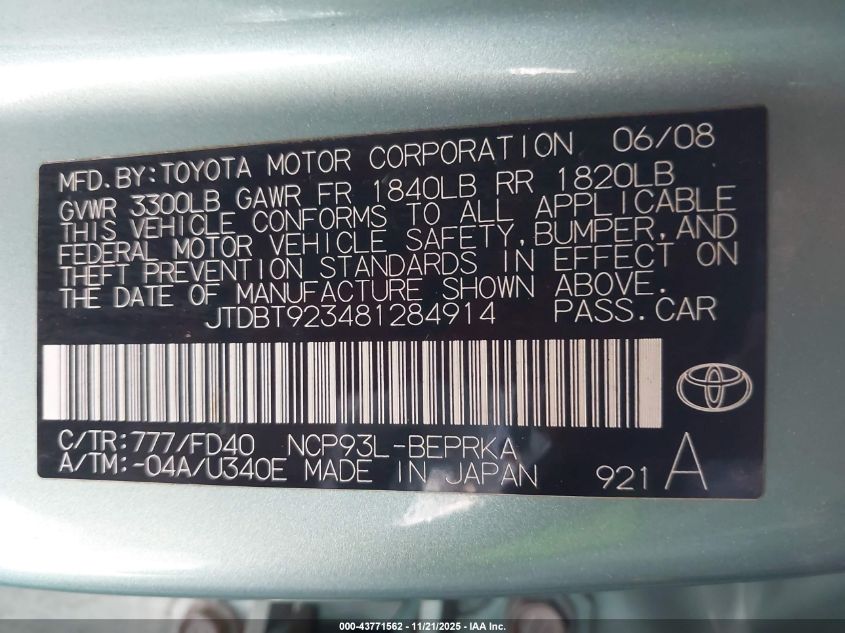 MFD.BY:TOYOTA MOTOR CORPORATION 06/08
GVWR 3300LB GAWR FR 1840LB RR 1820LB
THIS VEHICLE CONFORMS TO ALL APPLICABLE
FEDERAL MOTOR VEHICLE SAFETY,BUMPER,AND
THEFT PREVENTION STANDARDS IN EFFECT ON
THE DATE OF MANUFACTURE SHOWN ABOVE.
JTDBT923481284914 PASS.CAR
C/TR:777/FD40 NCP93L-BEPRKA
A/TM:-04A/U340E MADE IN JAPAN 921 A
000-43771562 - 11/21/2025 - IAA Inc.